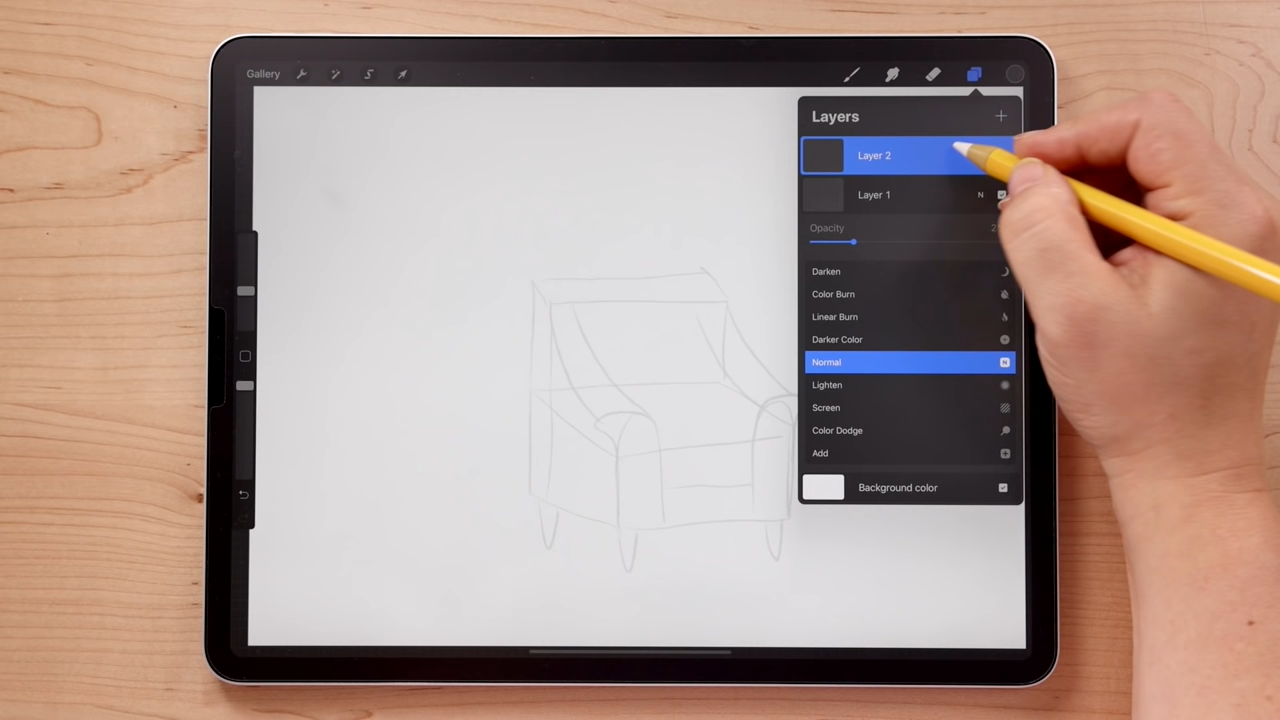 Gallery
Layers
Layer 2
Layer 1 N
Opacity
Darken
Color Burn
Linear Burn
Darker Color
Normal N
Lighten
Screen
Color Dodge
Add
Background color